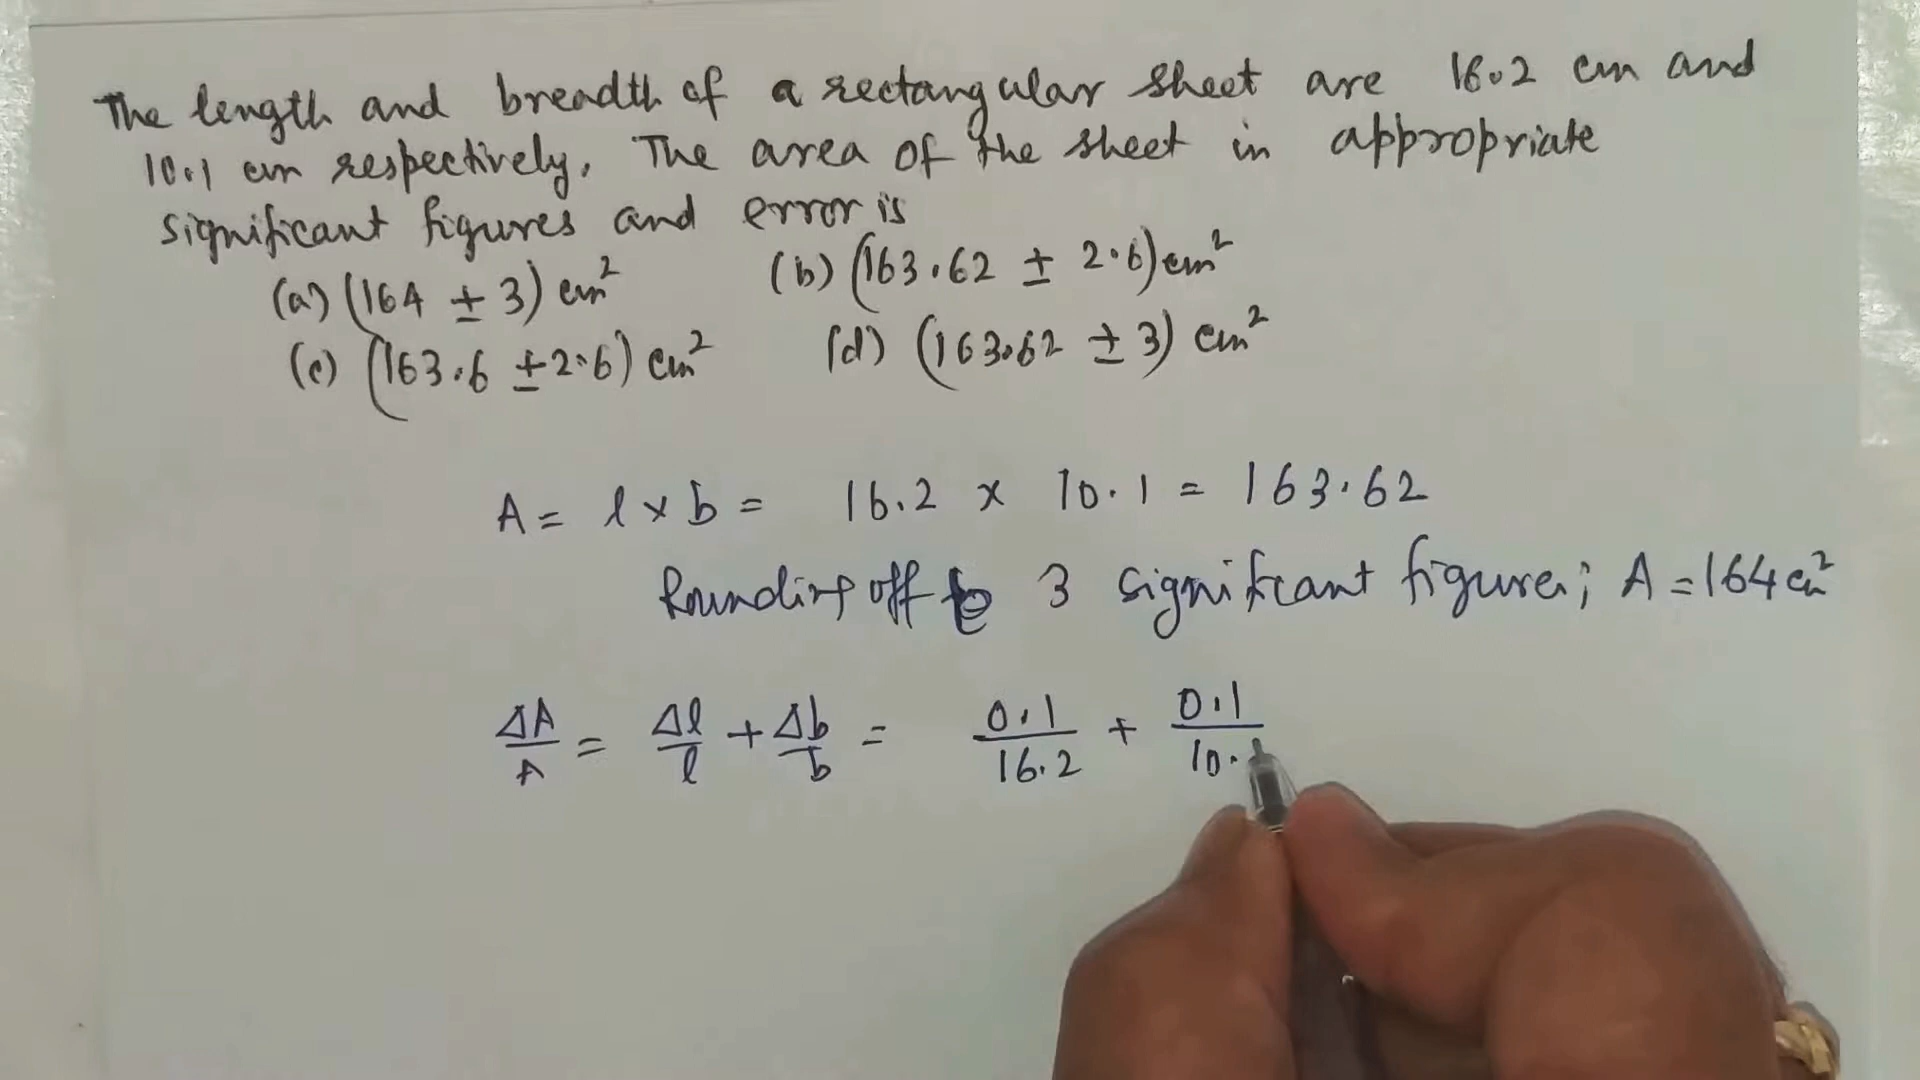 The length and breadth of a rectangular sheet are 16.2 cm and
10.1 cm respectively. The area of the sheet in appropriate
significant figures and error is
(a) (164 ± 3) cm² (b) (163.62 ± 2.6) cm²
(c) (163.6 ± 2.6) cm² (d) (163.62 ± 3) cm²
A = l × b = 16.2 × 10.1 = 163.62
Rounding off to 3 significant figures; A = 164 cm²
ΔA/A = Δl/l + Δb/b = 0.1/16.2 + 0.1/10.